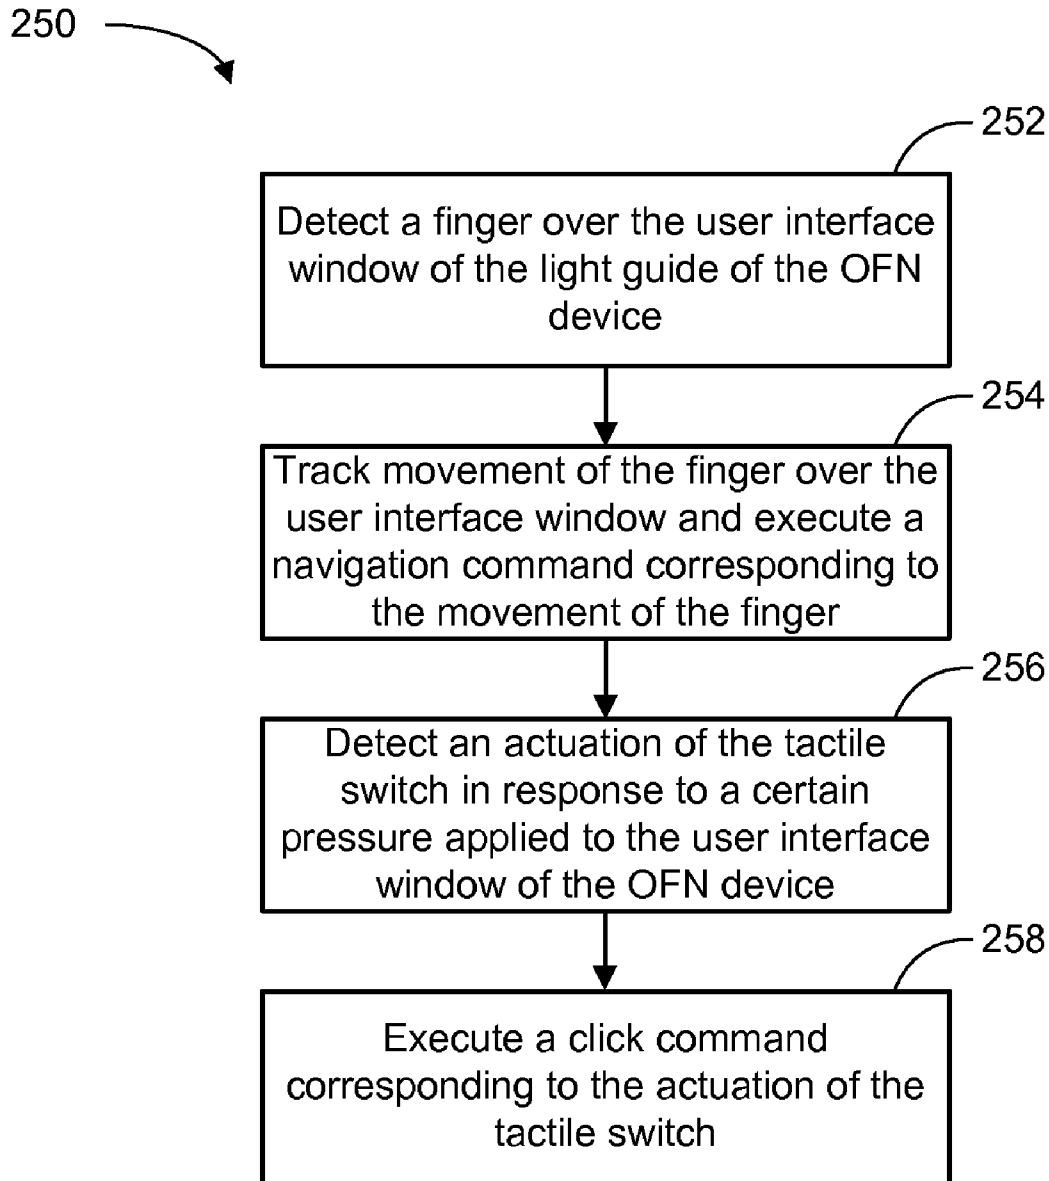 250
252
Detect a finger over the user interface
window of the light guide of the OFN
device
254
Track movement of the finger over the
user interface window and execute a
navigation command corresponding to
the movement of the finger
256
Detect an actuation of the tactile
switch in response to a certain
pressure applied to the user interface
window of the OFN device
258
Execute a click command
corresponding to the actuation of the
tactile switch